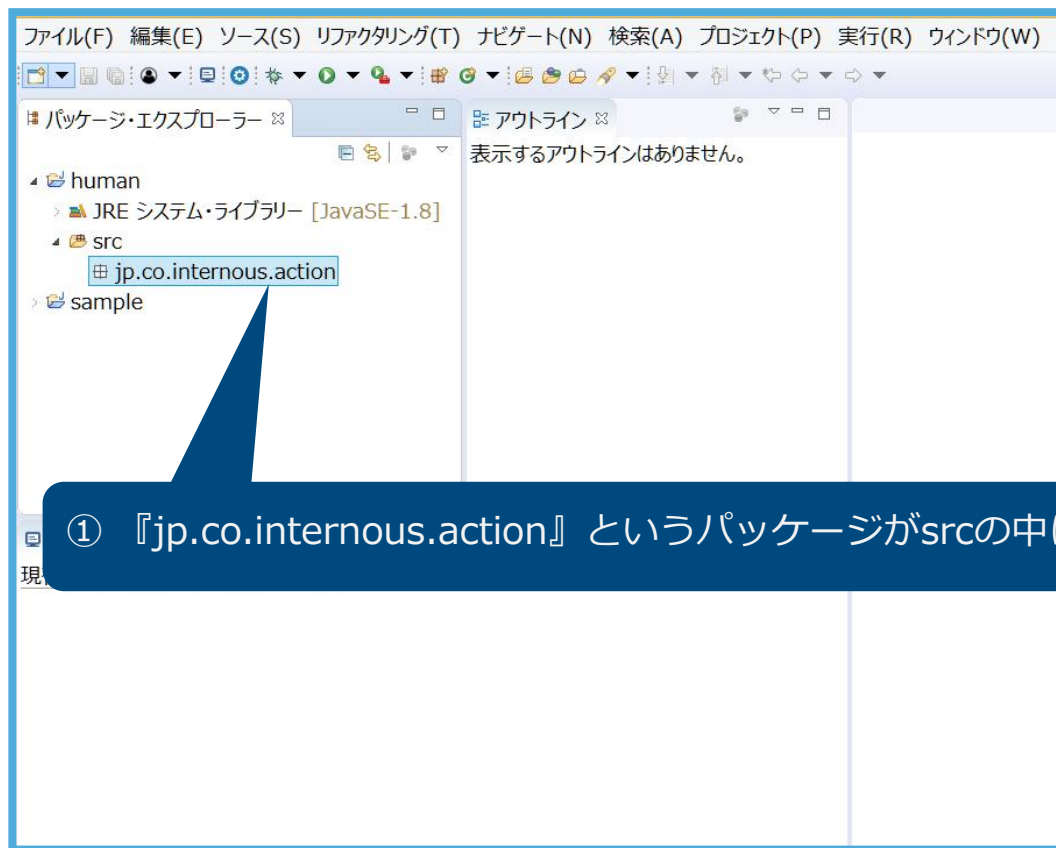 ファイル(F) 編集(E) ソース(S) リファクタリング(T) ナビゲート(N) 検索(A) プロジェクト(P) 実行(R) ウィンドウ(W)
パッケージ・エクスプローラー
アウトライン
表示するアウトラインはありません。
human
JRE システム・ライブラリー [JavaSE-1.8]
src
jp.co.internous.action
sample
① 『jp.co.internous.action』というパッケージがsrcの中
現